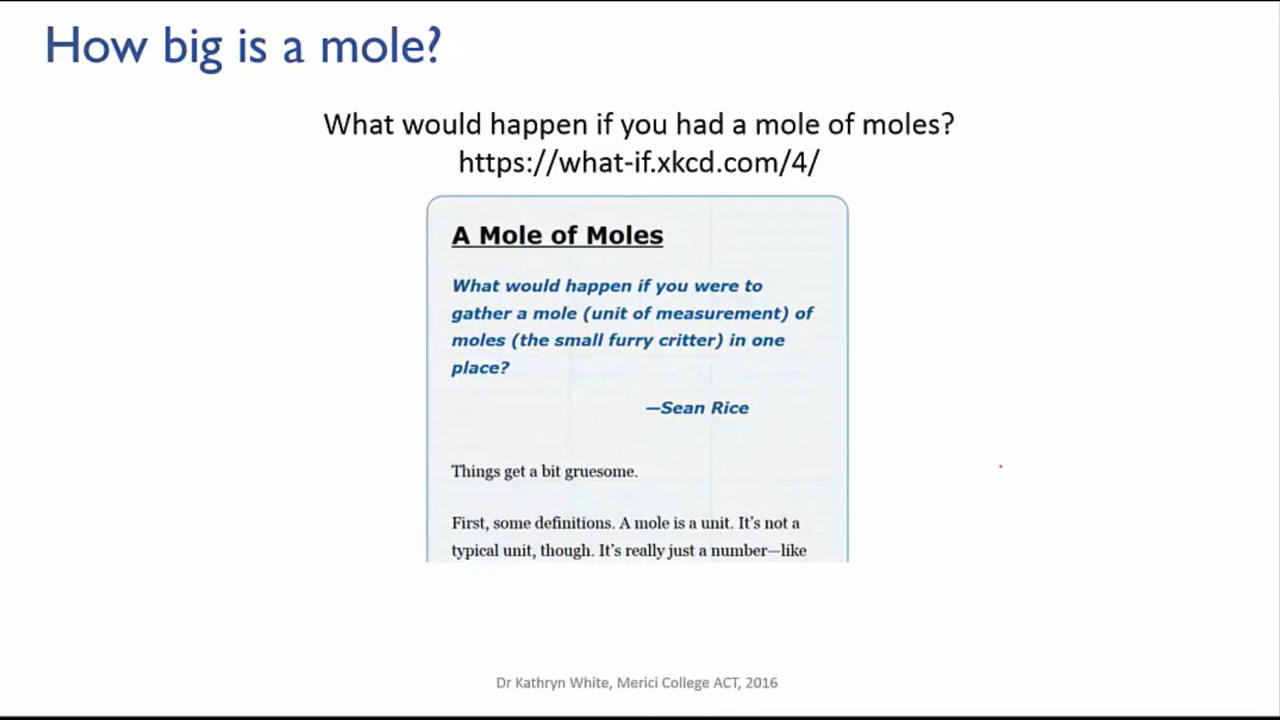 How big is a mole?
What would happen if you had a mole of moles?
https://what-if.xkcd.com/4/
A Mole of Moles
What would happen if you were to
gather a mole (unit of measurement) of
moles (the small furry critter) in one
place?
—Sean Rice
Things get a bit gruesome.
First, some definitions. A mole is a unit. It’s not a
typical unit, though. It’s really just a number—like
Dr Kathryn White, Merici College ACT, 2016